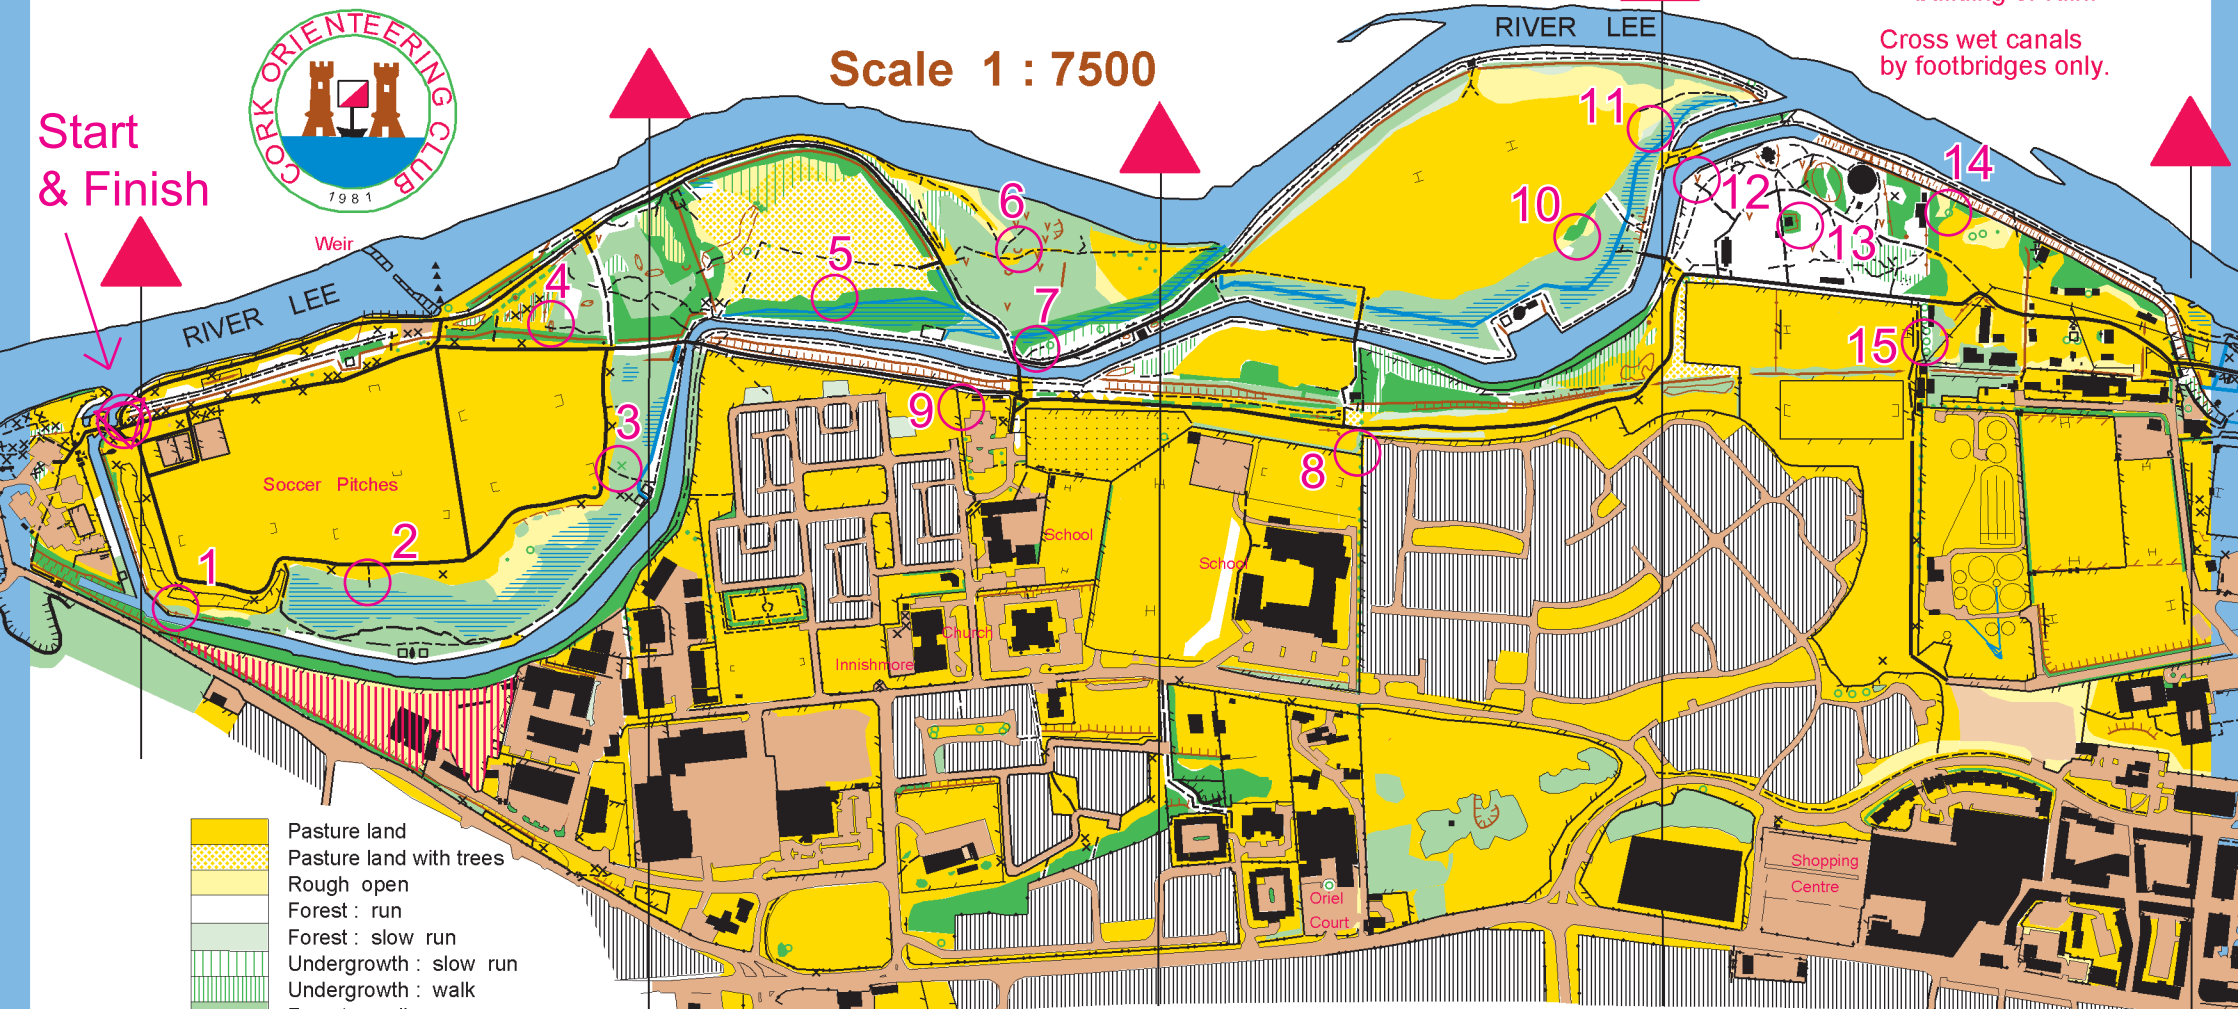 building or ruin.
Cross wet canals
by footbridges only.
RIVER LEE
Scale 1 : 7500
CORK ORIENTEERING CLUB
1981
Start
& Finish
Weir
RIVER LEE
1
2
3
4
5
6
7
8
9
10
11
12
13
14
15
Soccer Pitches
School
School
Church
Innishmore
Oriel
Court
Shopping
Centre
Pasture land
Pasture land with trees
Rough open
Forest : run
Forest : slow run
Undergrowth : slow run
Undergrowth : walk